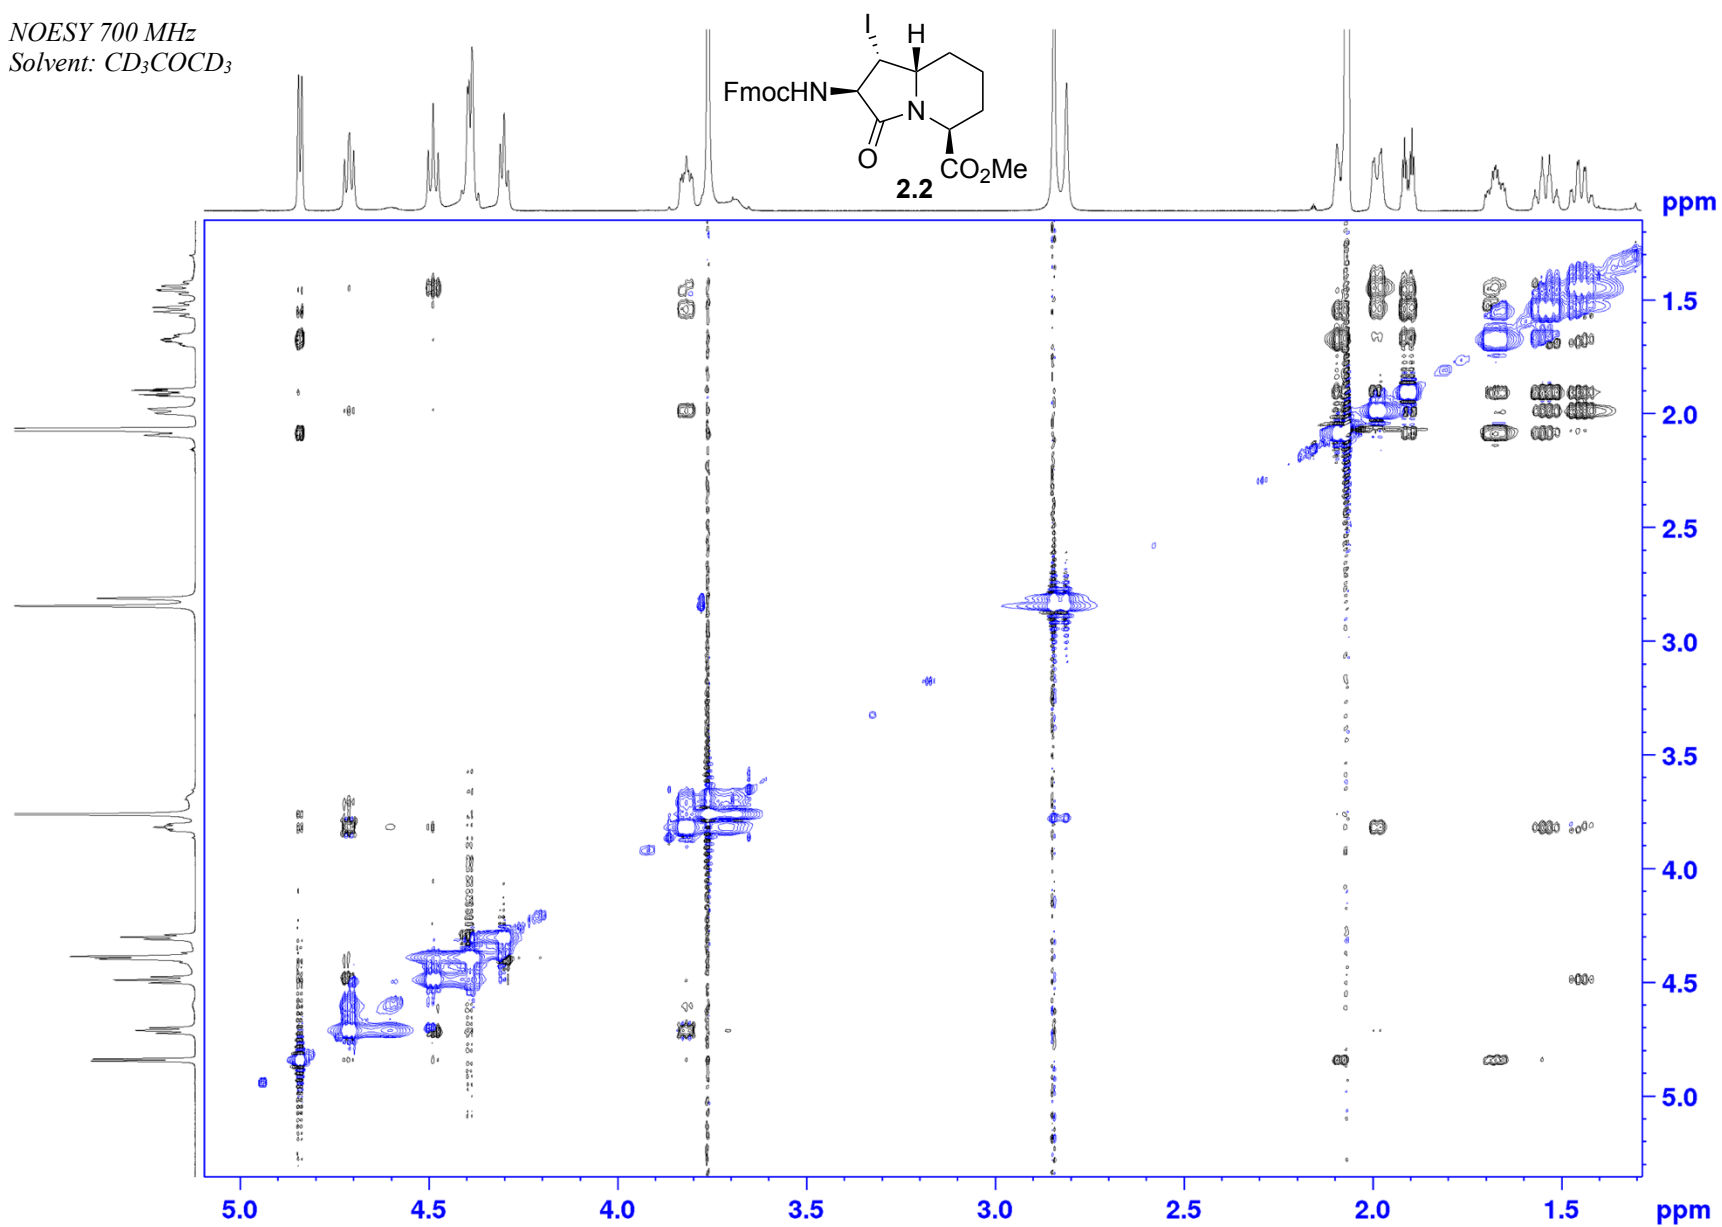 NOESY 700 MHz
Solvent: CD₃COCD₃
I
H
FmocHN
N
O
CO₂Me
2.2
ppm
1.5
2.0
2.5
3.0
3.5
4.0
4.5
5.0
5.0 4.5 4.0 3.5 3.0 2.5 2.0 1.5 ppm